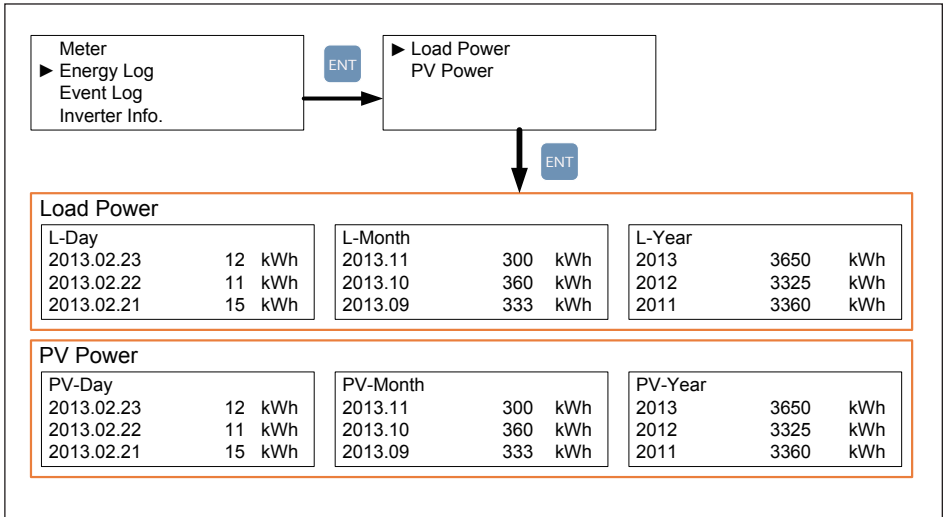 Meter
► Energy Log
Event Log
Inverter Info.
ENT
► Load Power
PV Power
ENT
Load Power
L-Day
2013.02.23 12 kWh
2013.02.22 11 kWh
2013.02.21 15 kWh
L-Month
2013.11 300 kWh
2013.10 360 kWh
2013.09 333 kWh
L-Year
2013 3650 kWh
2012 3325 kWh
2011 3360 kWh
PV Power
PV-Day
2013.02.23 12 kWh
2013.02.22 11 kWh
2013.02.21 15 kWh
PV-Month
2013.11 300 kWh
2013.10 360 kWh
2013.09 333 kWh
PV-Year
2013 3650 kWh
2012 3325 kWh
2011 3360 kWh